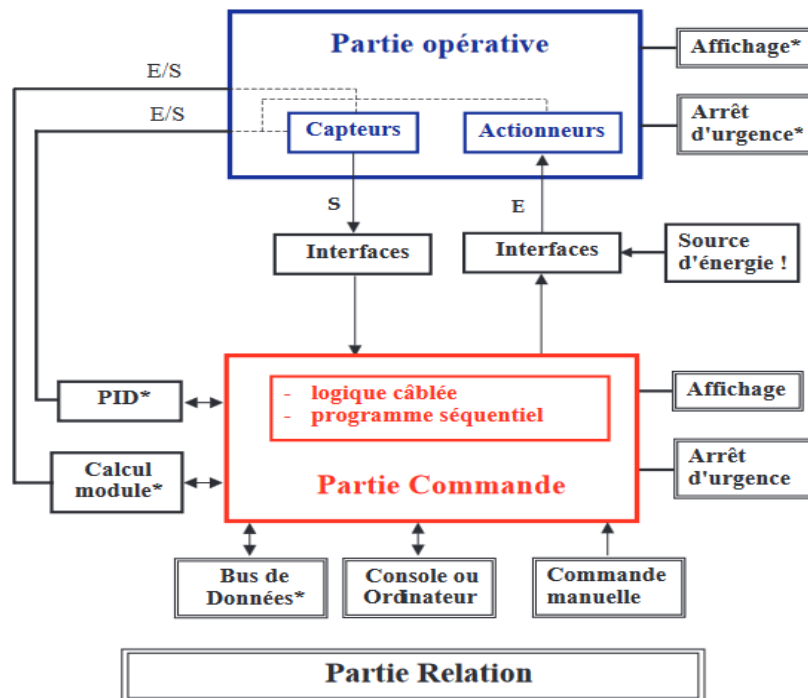 Partie opérative
Affichage*
E/S
E/S
Capteurs
Actionneurs
Arrêt
d'urgence*
S
E
Interfaces
Interfaces
Source
d'énergie !
PID*
- logique câblée
- programme séquentiel
Affichage
Calcul
module*
Partie Commande
Arrêt
d'urgence
Bus de
Données*
Console ou
Ordinateur
Commande
manuelle
Partie Relation